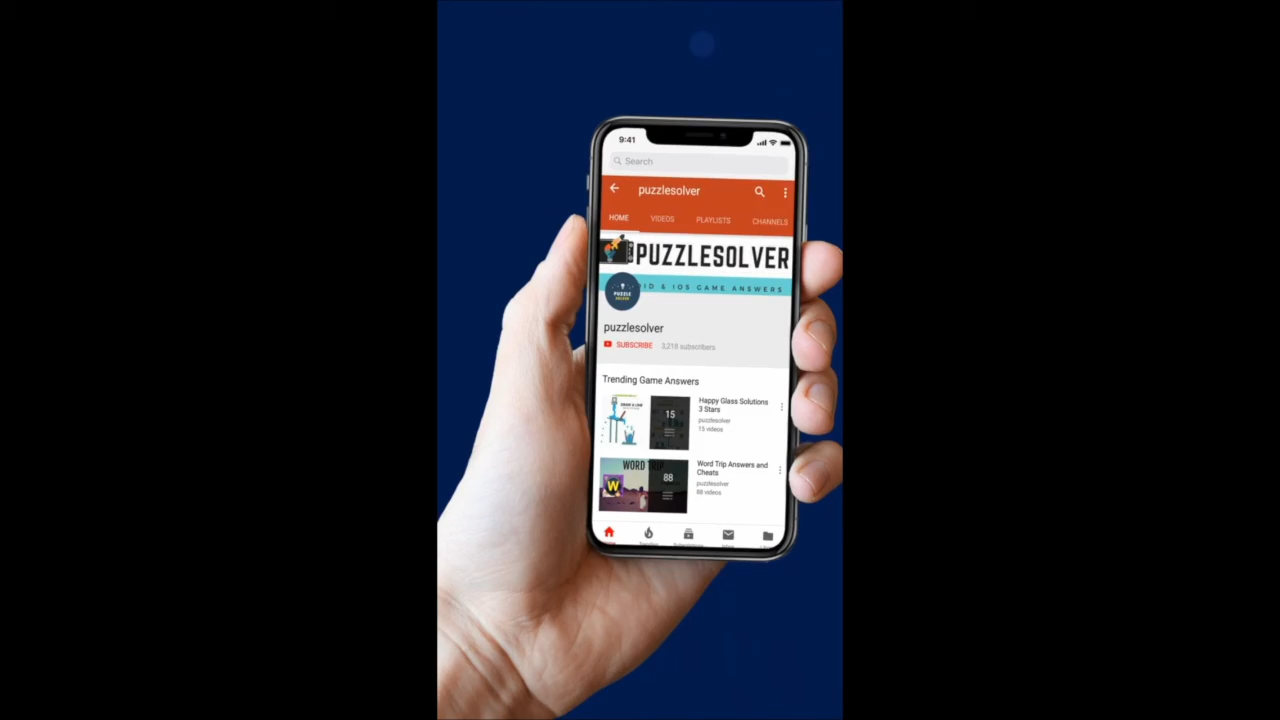 9:41
Search
puzzlesolver
HOME VIDEOS PLAYLISTS CHANNELS
PUZZLESOLVER
ID & IOS GAME ANSWERS
PUZZLE
SOLVER
puzzlesolver
SUBSCRIBE 3,218 subscribers
Trending Game Answers
15
Happy Glass Solutions
3 Stars
puzzlesolver
15 videos
WORD TRIP
W
88
Word Trip Answers and
Cheats
puzzlesolver
88 videos